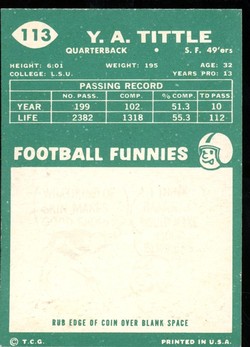 113 Y. A. TITTLE
QUARTERBACK • S. F. 49'ers
HEIGHT: 6:01 WEIGHT: 195 AGE: 32
COLLEGE: L.S.U. YEARS PRO: 13
PASSING RECORD
NO. PASS. COMP. % COMP. TD PASS
YEAR 199 102 51.3 10
LIFE 2382 1318 55.3 112
FOOTBALL FUNNIES
RUB EDGE OF COIN OVER BLANK SPACE
© T.C.G. PRINTED IN U.S.A.